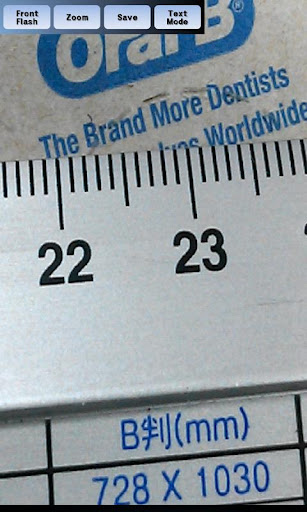 Front Flash
Zoom
Save
Text Mode
Oral-B®
The Brand More Dentists
Worldwide
22 23
B判(mm)
728 X 1030